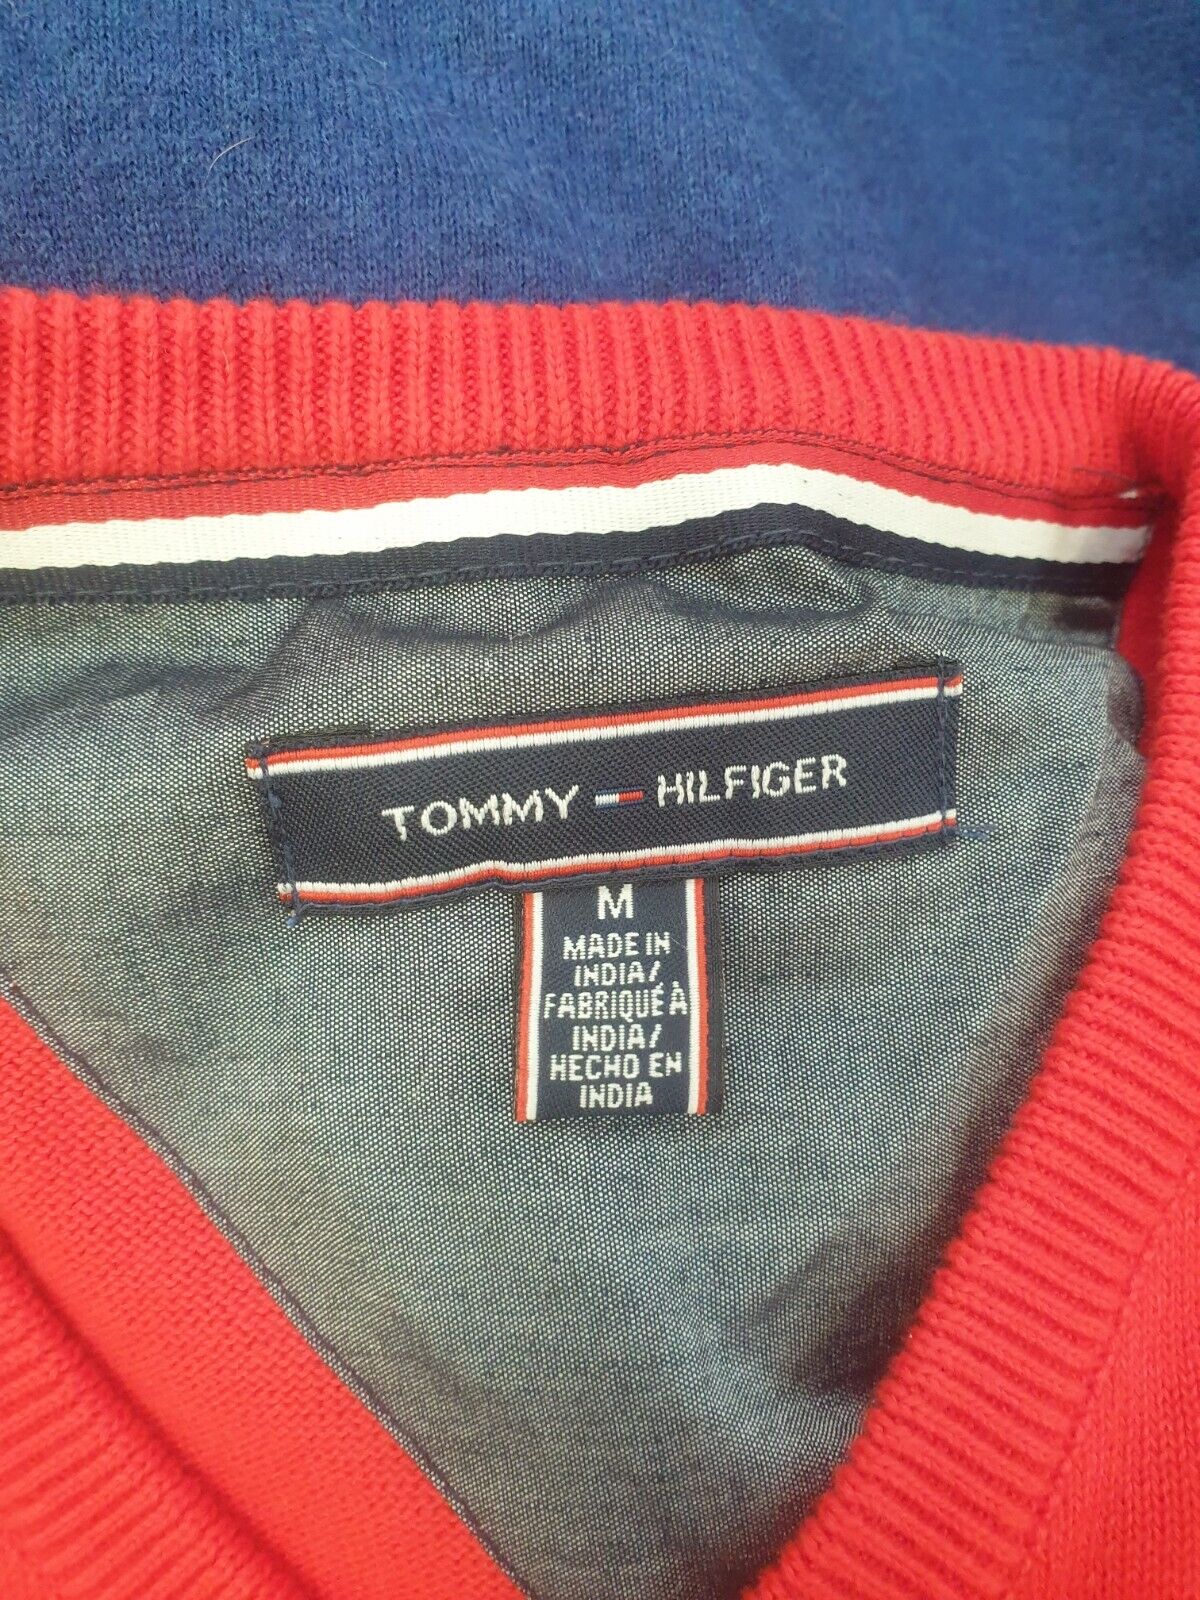 TOMMY HILFIGER
M
MADE IN
INDIA/
FABRIQUÉ À
INDIA/
HECHO EN
INDIA